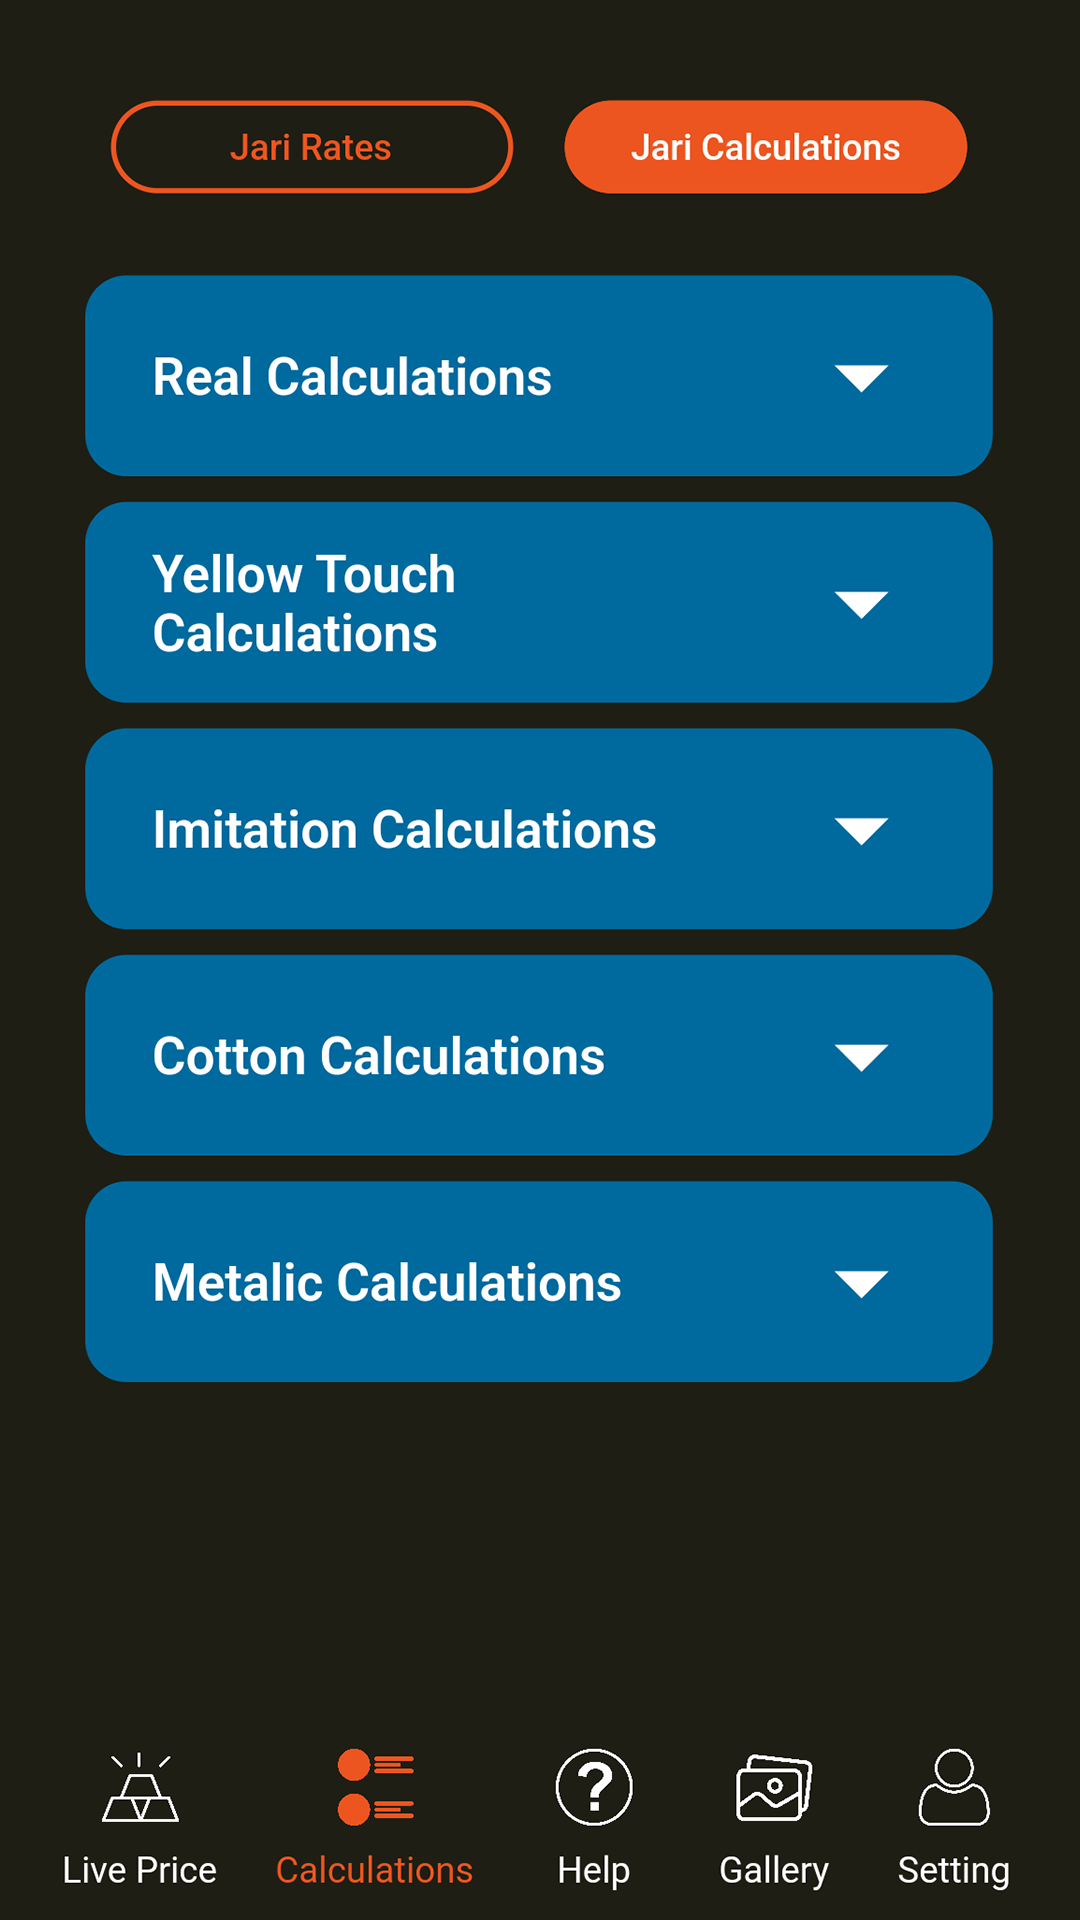 Jari Rates
Jari Calculations
Real Calculations
Yellow Touch
Calculations
Imitation Calculations
Cotton Calculations
Metalic Calculations
Live Price
Calculations
Help
Gallery
Setting